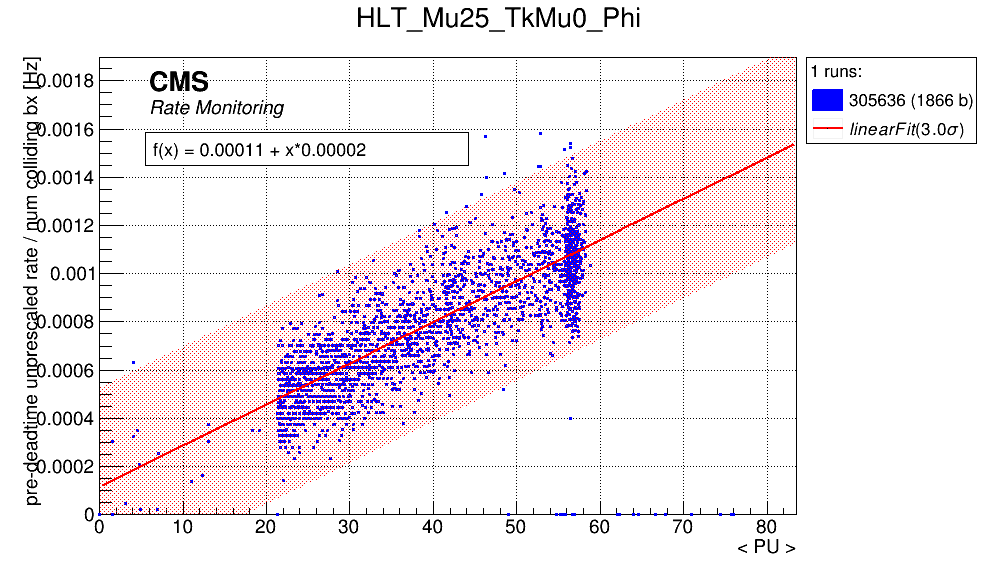 HLT_Mu25_TkMu0_Phi
pre-deadtime unprescaled rate / num colliding bx [Hz]
0.0018
0.0016
0.0014
0.0012
0.001
0.0008
0.0006
0.0004
0.0002
0
CMS
Rate Monitoring
f(x) = 0.00011 + x*0.00002
1 runs:
305636 (1866 b)
linearFit(3.0σ)
0 10 20 30 40 50 60 70 80
< PU >